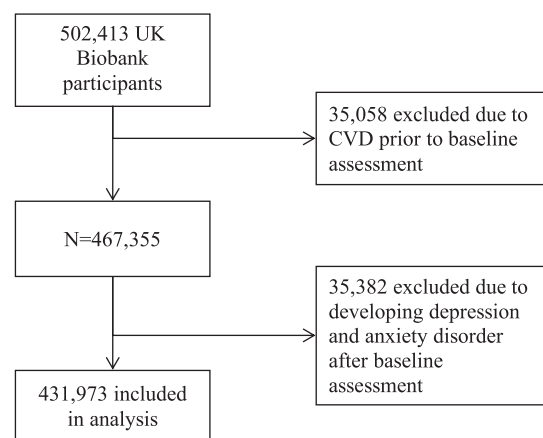 502,413 UK
Biobank
participants
35,058 excluded due to
CVD prior to baseline
assessment
N=467,355
35,382 excluded due to
developing depression
and anxiety disorder
after baseline
assessment
431,973 included
in analysis